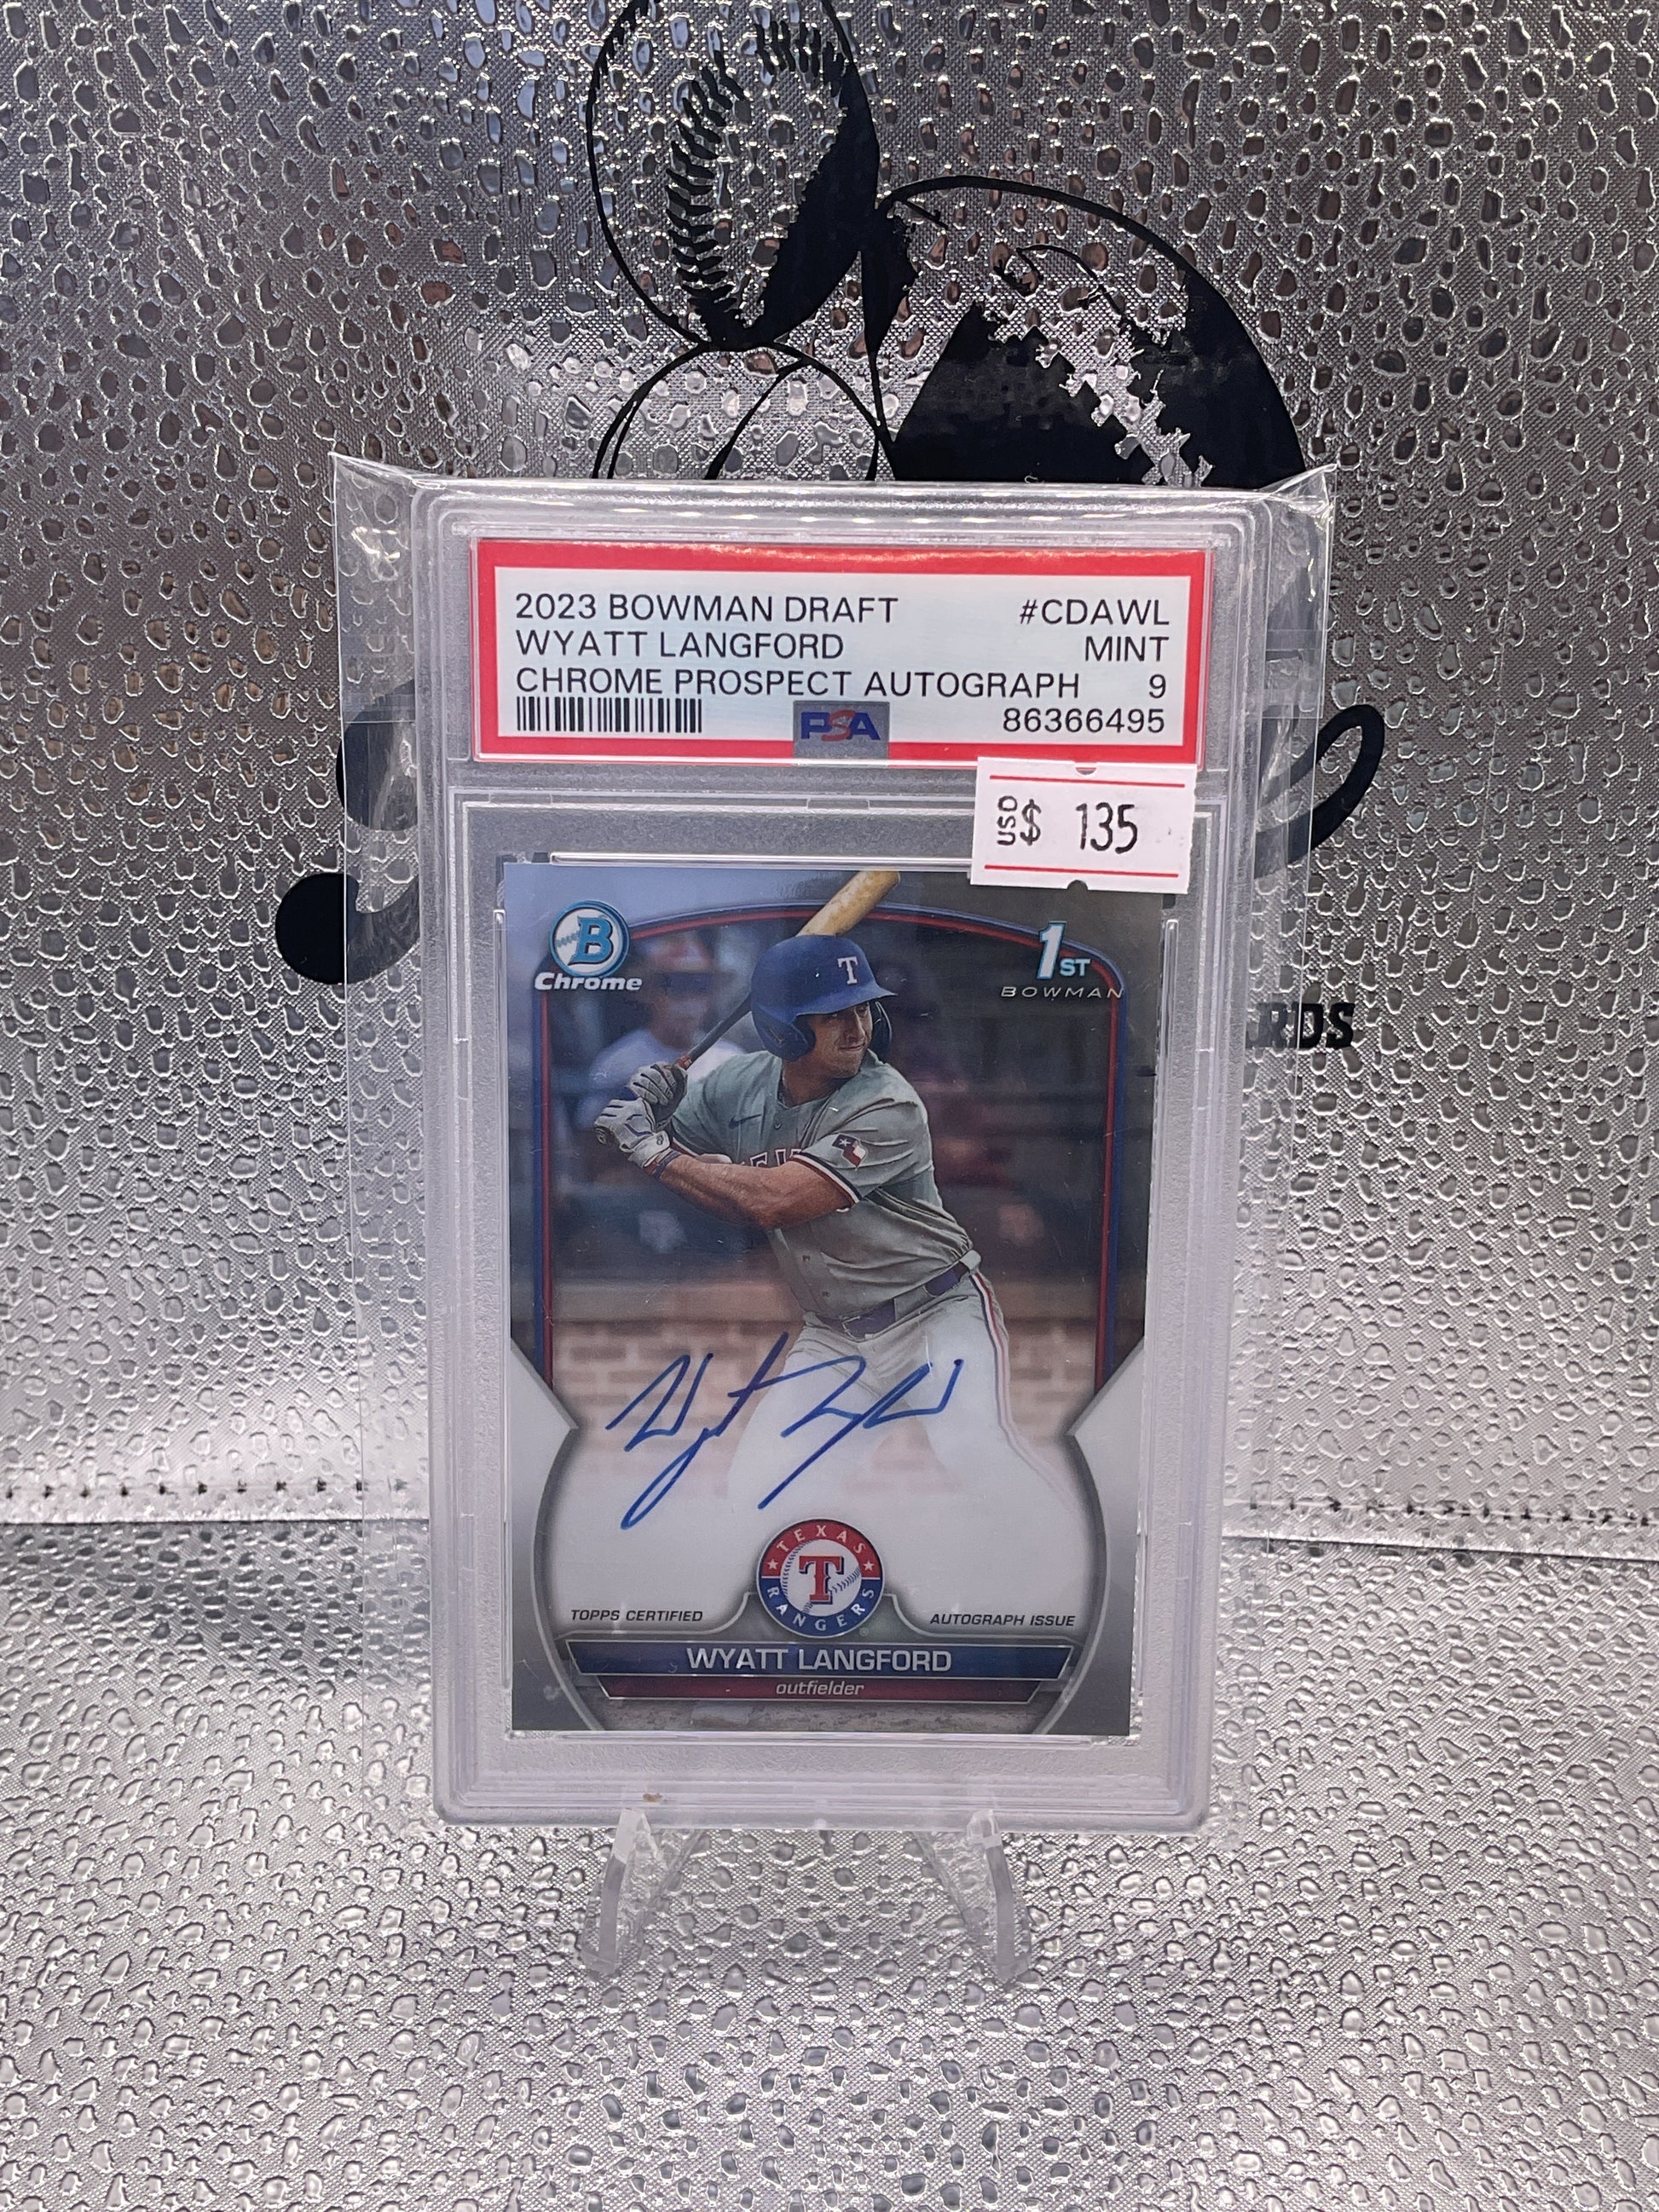 2023 BOWMAN DRAFT #CDAWL
WYATT LANGFORD MINT
CHROME PROSPECT AUTOGRAPH 9
PSA 86366495
USD $ 135
B
Chrome
1ST
BOWMAN
T
TEXAS
T
RANGERS
TOPPS CERTIFIED AUTOGRAPH ISSUE
WYATT LANGFORD
outfielder